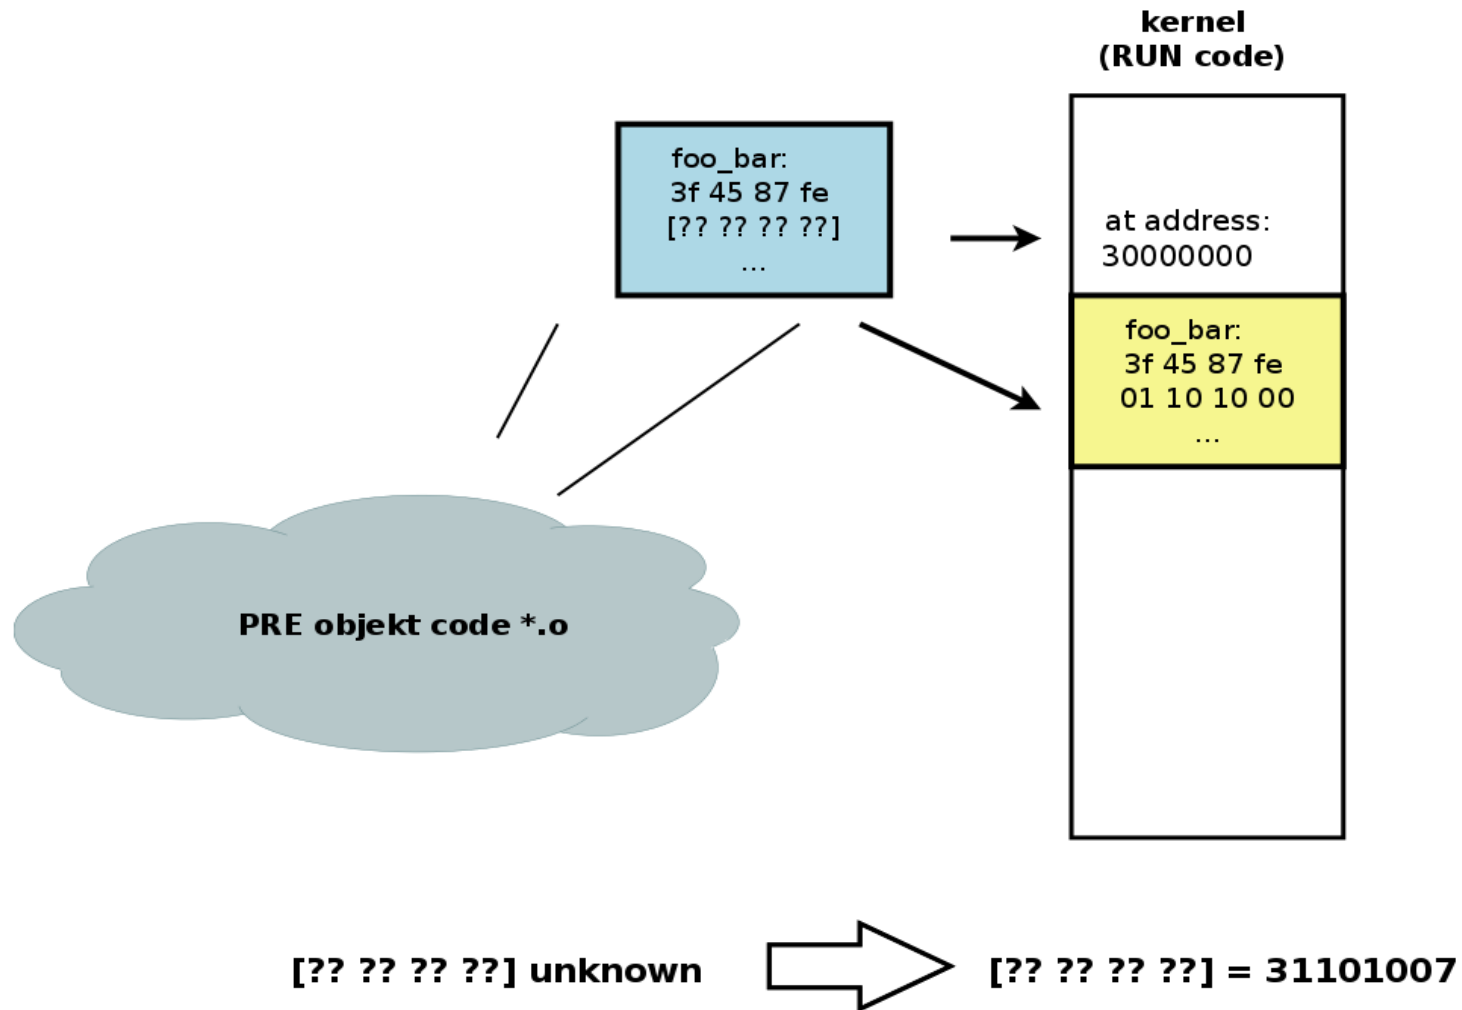 kernel
(RUN code)
foo_bar:
3f 45 87 fe
[?? ?? ?? ??]
...
at address:
30000000
foo_bar:
3f 45 87 fe
01 10 10 00
...
PRE objekt code *.o
[?? ?? ?? ??] unknown
[?? ?? ?? ??] = 31101007